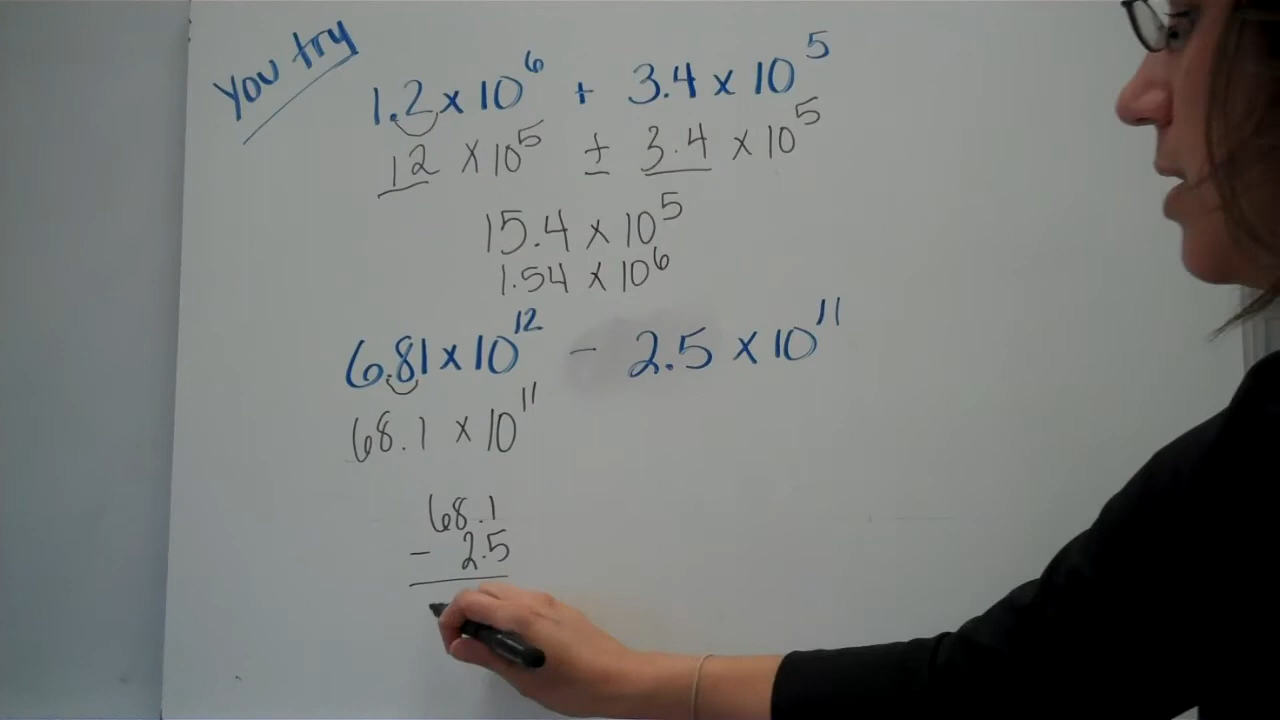 You try
1.2 x 10⁶ + 3.4 x 10⁵
12 x 10⁵ + 3.4 x 10⁵
15.4 x 10⁵
1.54 x 10⁶
6.81 x 10¹² - 2.5 x 10¹¹
68.1 x 10¹¹
68.1
- 2.5